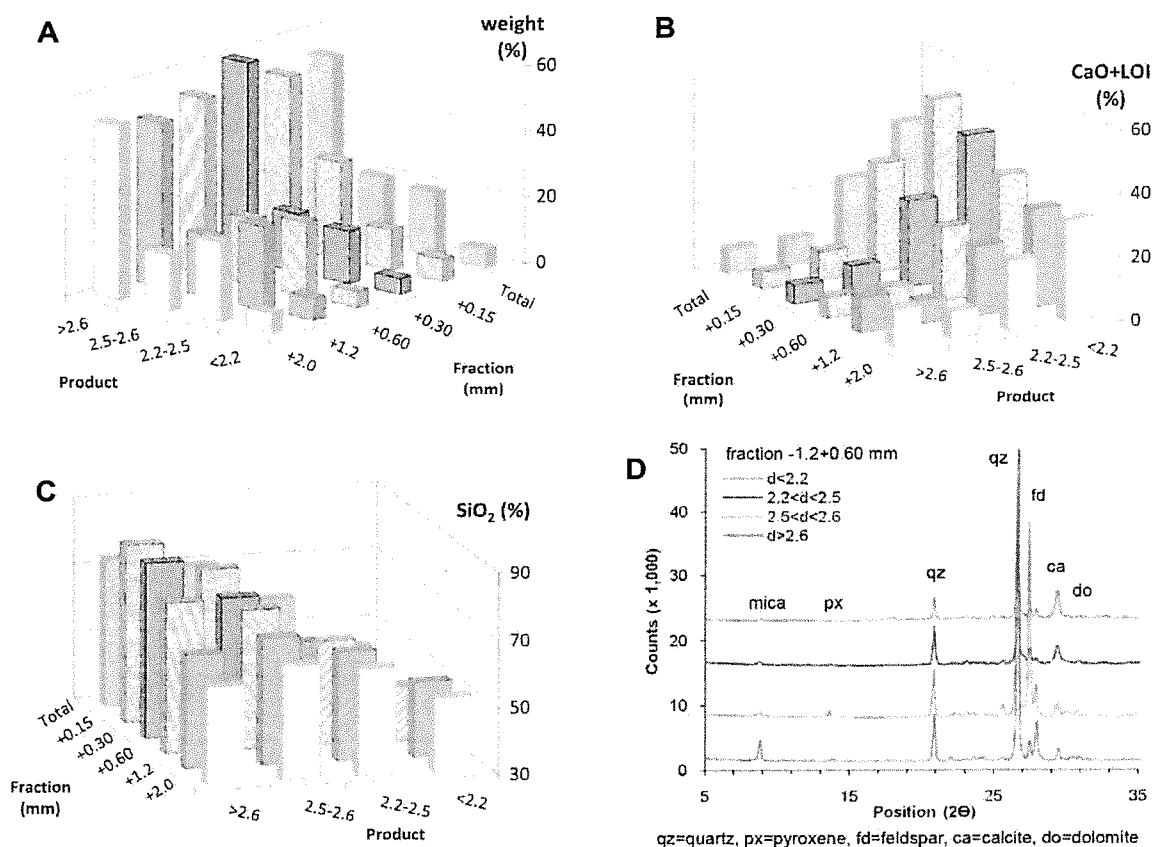 A
weight
(%)
60
40
20
0
>2.6
2.5-2.6
2.2-2.5
<2.2
Product
+2.0
+1.2
+0.60
+0.30
+0.15
Total
Fraction
(mm)
B
CaO+LOI
(%)
60
40
20
0
Total
+0.15
+0.30
+0.60
+1.2
+2.0
Fraction
(mm)
>2.6
2.5-2.6
2.2-2.5
<2.2
Product
C
SiO₂ (%)
90
70
50
30
Total
+0.15
+0.30
+0.60
+1.2
+2.0
Fraction
(mm)
>2.6
2.5-2.6
2.2-2.5
<2.2
Product
D
fraction -1.2+0.60 mm
d<2.2
2.2<d<2.5
2.5<d<2.6
d>2.6
50
40
30
20
10
0
Counts (x 1,000)
mica
px
qz
qz
fd
ca
do
5
15
25
35
Position (2Θ)
qz=quartz, px=pyroxene, fd=feldspar, ca=calcite, do=dolomite